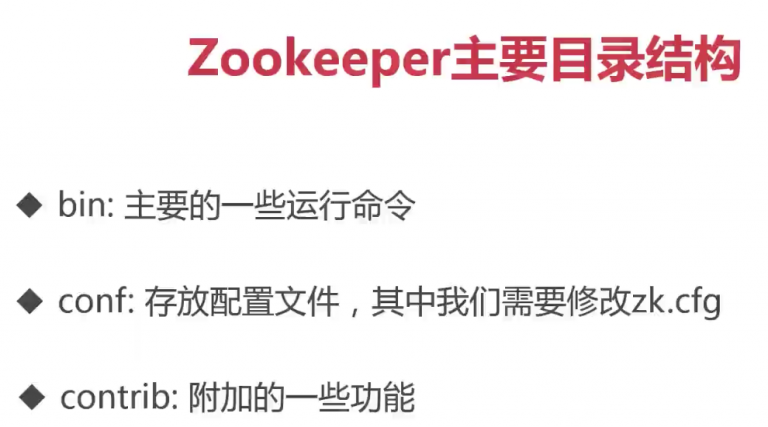 Zookeeper主要目录结构
◆ bin: 主要的一些运行命令
◆ conf: 存放配置文件，其中我们需要修改zk.cfg
◆ contrib: 附加的一些功能